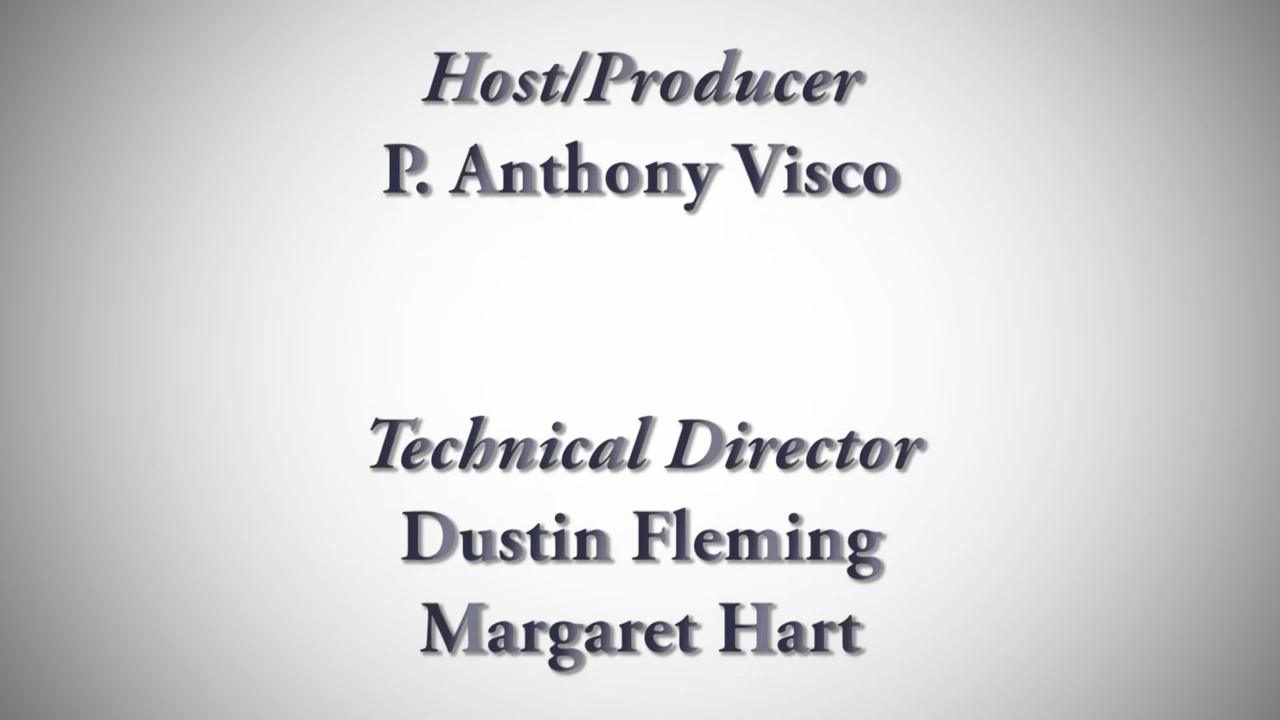 Host/Producer
P. Anthony Visco
Technical Director
Dustin Fleming
Margaret Hart